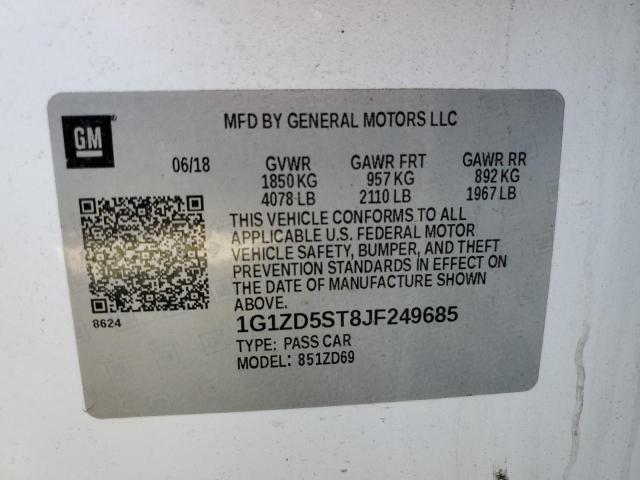 MFD BY GENERAL MOTORS LLC
GM
06/18 GVWR GAWR FRT GAWR RR
1850 KG 957 KG 892 KG
4078 LB 2110 LB 1967 LB
THIS VEHICLE CONFORMS TO ALL
APPLICABLE U.S. FEDERAL MOTOR
VEHICLE SAFETY, BUMPER, AND THEFT
PREVENTION STANDARDS IN EFFECT ON
THE DATE OF MANUFACTURE SHOWN
ABOVE.
8624
1G1ZD5ST8JF249685
TYPE: PASS CAR
MODEL: 851ZD69